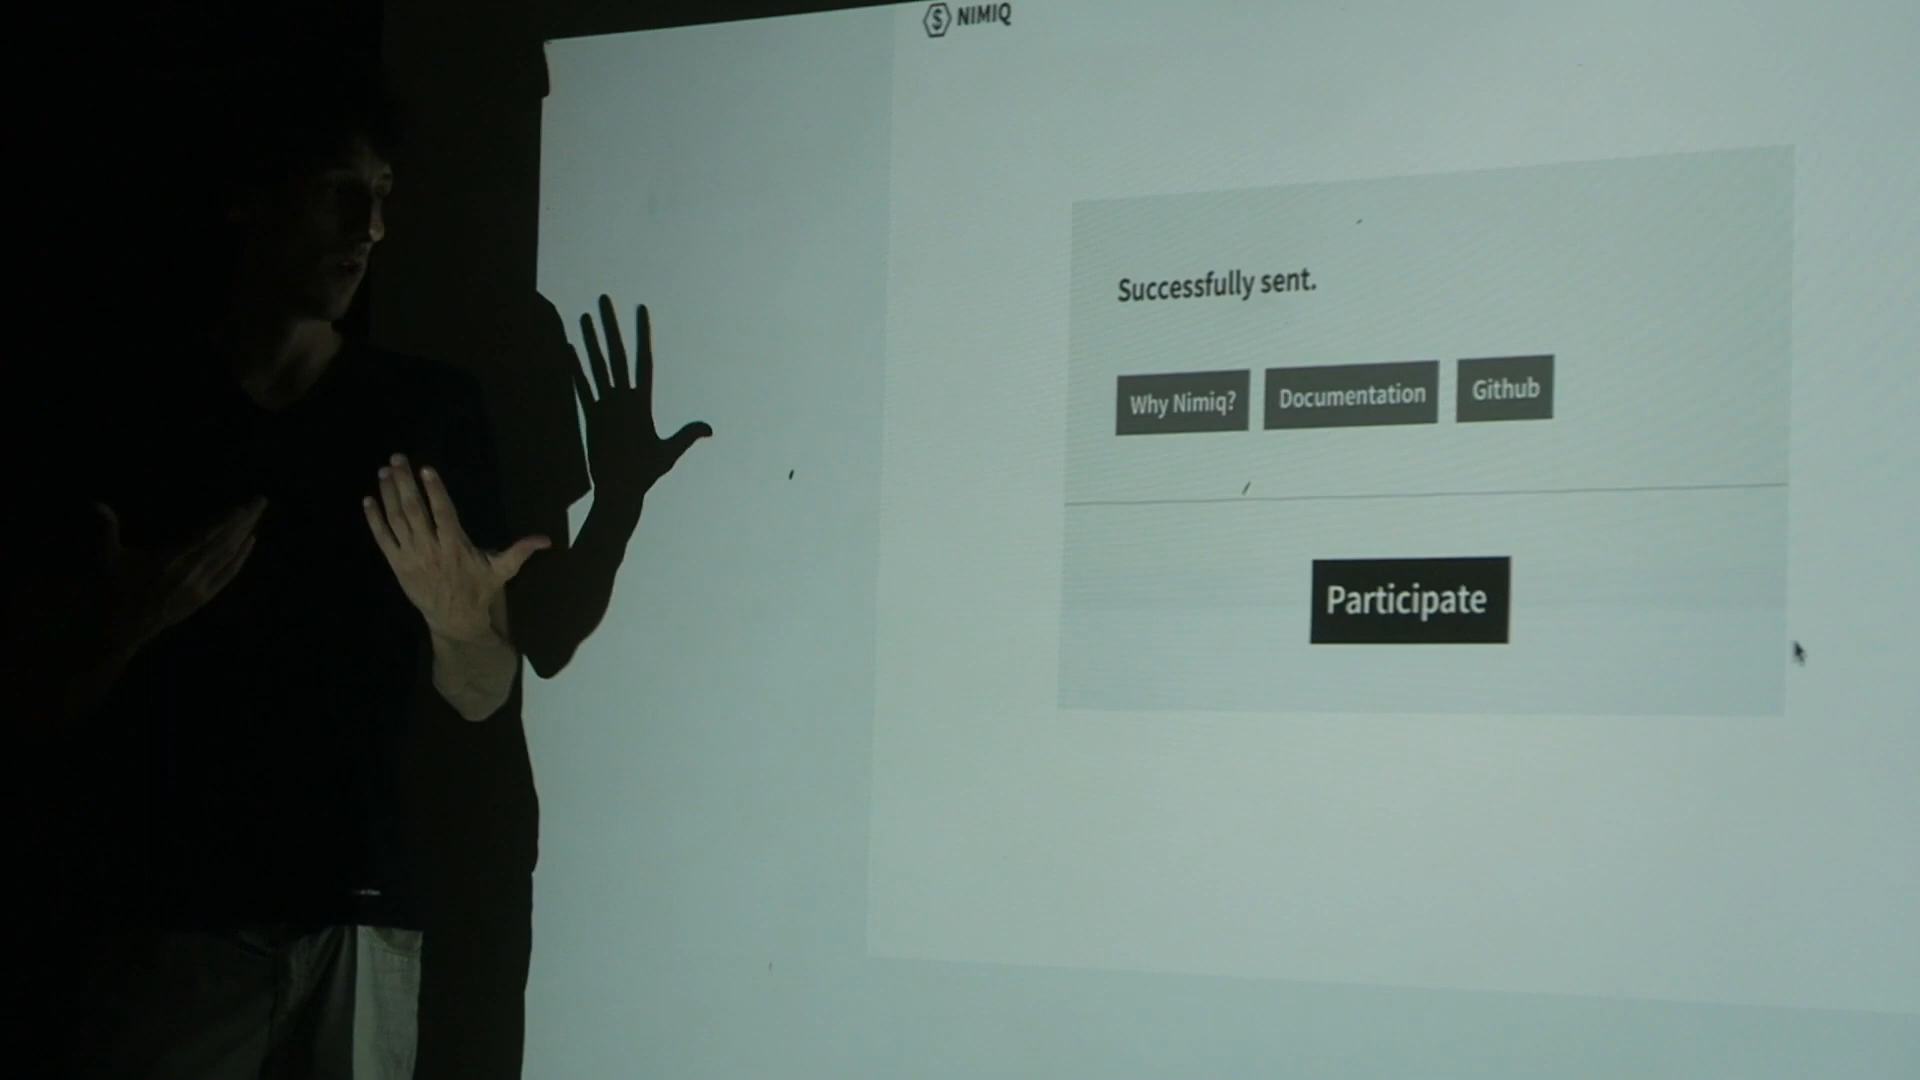 NIMIQ
Successfully sent.
Why Nimiq? Documentation Github
Participate